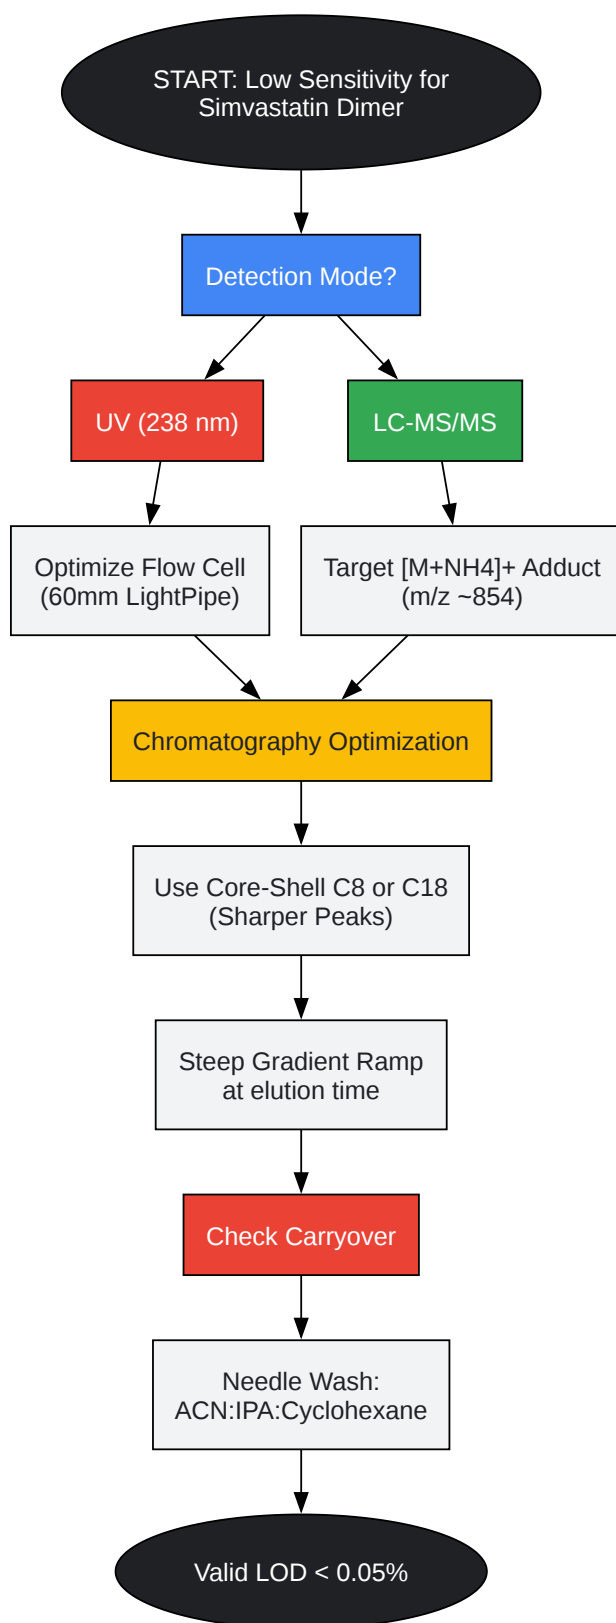 START: Low Sensitivity for
Simvastatin Dimer
Detection Mode?
UV (238 nm)
LC-MS/MS
Optimize Flow Cell
(60mm LightPipe)
Target [M+NH4]+ Adduct
(m/z ~854)
Chromatography Optimization
Use Core-Shell C8 or C18
(Sharper Peaks)
Steep Gradient Ramp
at elution time
Check Carryover
Needle Wash:
ACN:IPA:Cyclohexane
Valid LOD < 0.05%